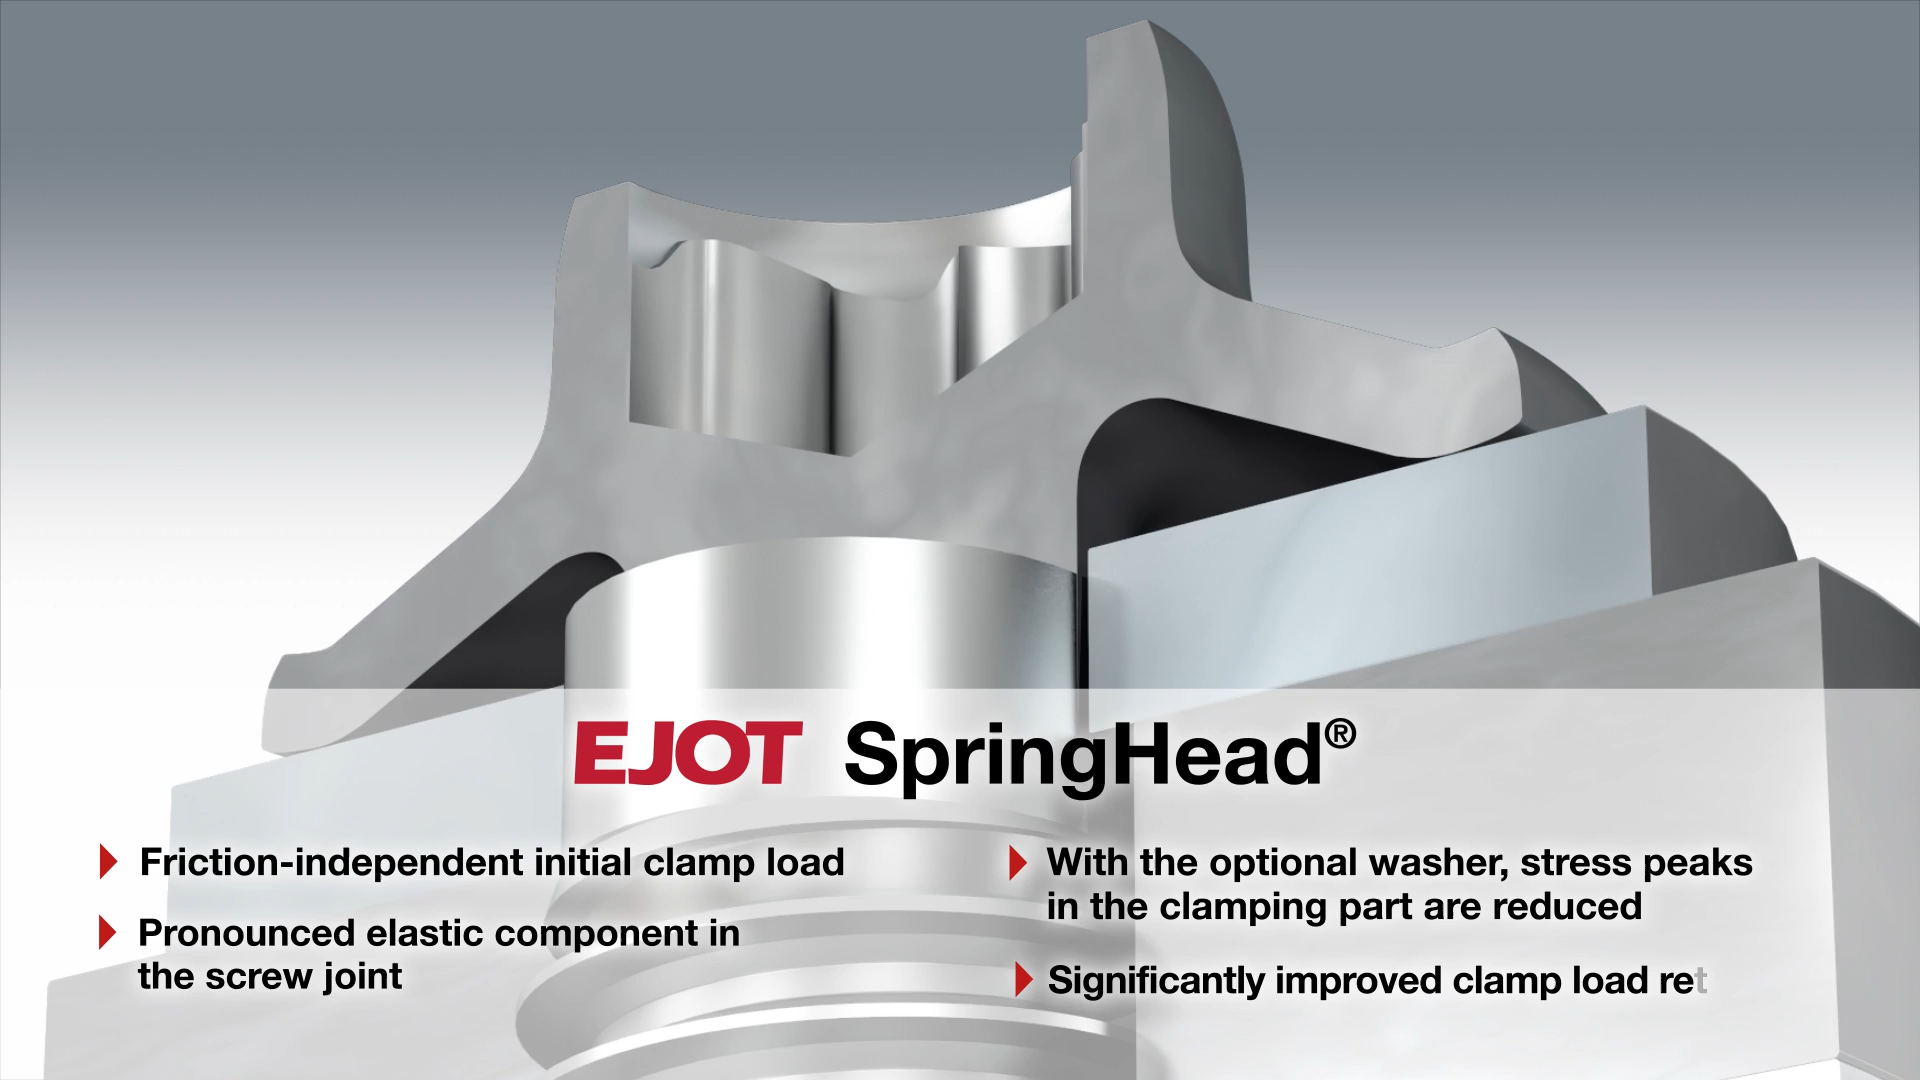 EJOT SpringHead®
Friction-independent initial clamp load
Pronounced elastic component in
the screw joint
With the optional washer, stress peaks
in the clamping part are reduced
Significantly improved clamp load ret